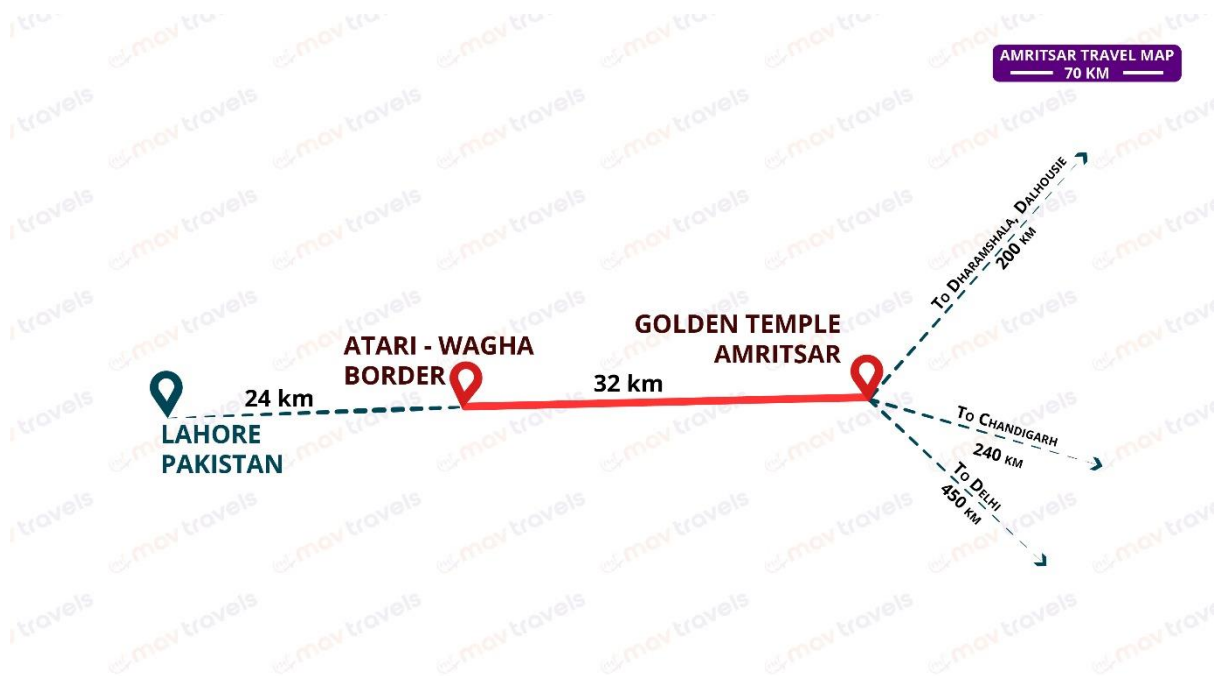 AMRITSAR TRAVEL MAP
70 KM
To Dharamshala, Dalhousie
200 km
GOLDEN TEMPLE
AMRITSAR
ATARI - WAGHA
BORDER
32 km
24 km
LAHORE
PAKISTAN
To Chandigarh
240 km
To Delhi
450 km
mav travels